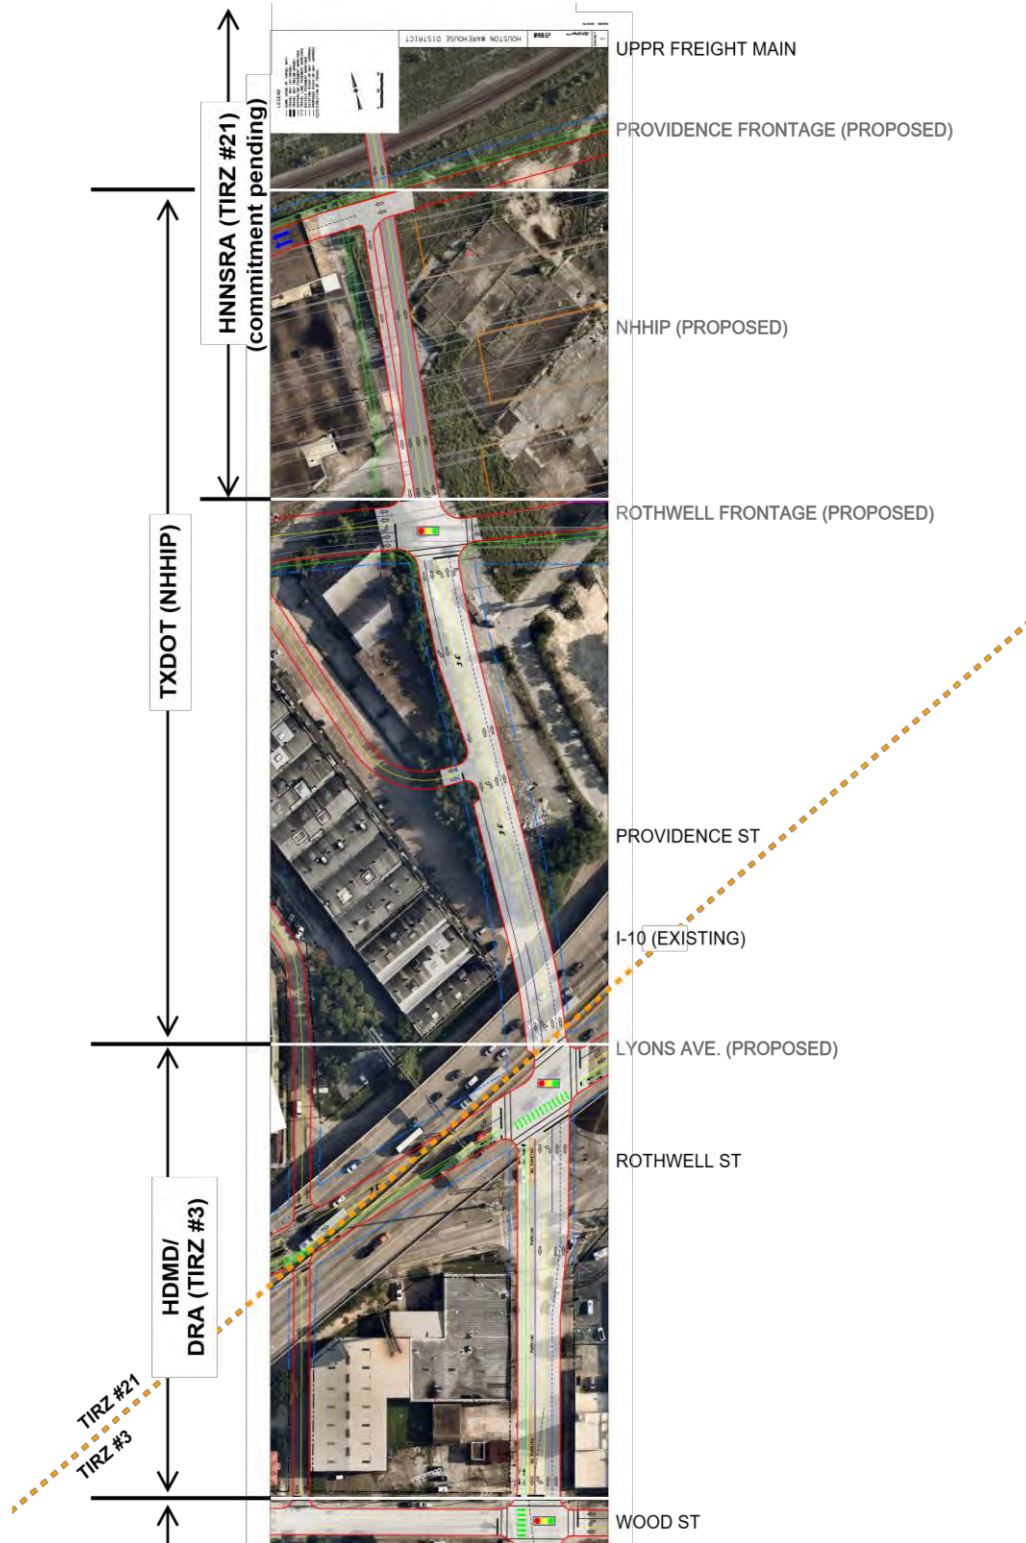 HOUSTON WAREHOUSE DISTRICT
LEGEND
UPPR FREIGHT MAIN
PROVIDENCE FRONTAGE (PROPOSED)
HNNSRA (TIRZ #21)
(commitment pending)
NHHIP (PROPOSED)
ROTHWELL FRONTAGE (PROPOSED)
TXDOT (NHHIP)
PROVIDENCE ST
I-10 (EXISTING)
LYONS AVE. (PROPOSED)
ROTHWELL ST
HDMD/
DRA (TIRZ #3)
TIRZ #21
TIRZ #3
WOOD ST